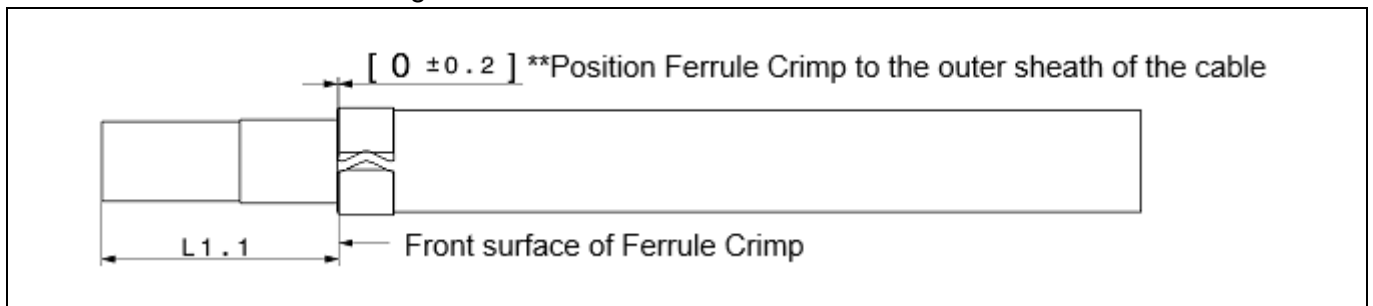 [ 0 ±0.2 ] **Position Ferrule Crimp to the outer sheath of the cable
L1.1
Front surface of Ferrule Crimp